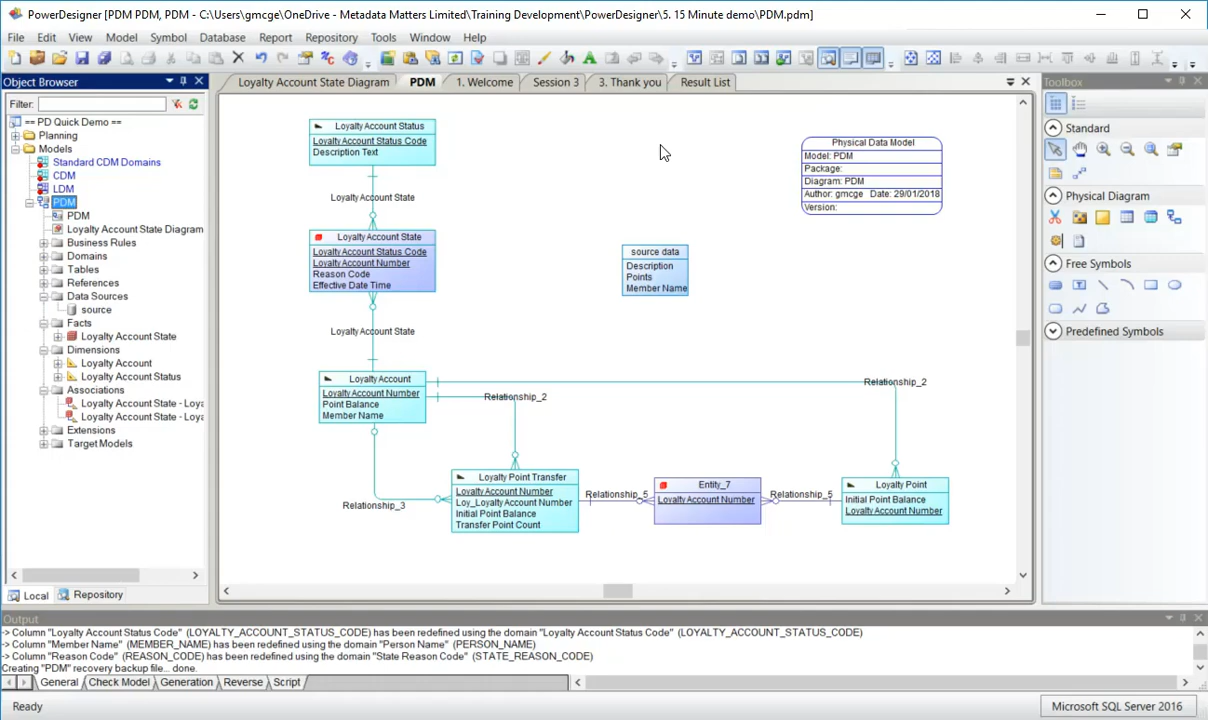 PowerDesigner [PDM PDM, PDM - C:\Users\gmcge\OneDrive - Metadata Matters Limited\Training Development\PowerDesigner\5. 15 Minute demo\PDM.pdm]
File Edit View Model Symbol Database Report Repository Tools Window Help
Object Browser
Filter:
== PD Quick Demo ==
Planning
Models
Standard CDM Domains
CDM
LDM
PDM
PDM
Loyalty Account State Diagram
Business Rules
Domains
Tables
References
Data Sources
source
Facts
Loyalty Account State
Dimensions
Loyalty Account
Loyalty Account Status
Associations
Loyalty Account State - Loya
Loyalty Account State - Loya
Extensions
Target Models
Local Repository
Loyalty Account State Diagram PDM 1. Welcome Session 3 3. Thank you Result List
Loyalty Account Status
Loyalty Account Status Code
Description Text
Loyalty Account State
Loyalty Account State
Loyalty Account Status Code
Loyalty Account Number
Reason Code
Effective Date Time
Loyalty Account State
Loyalty Account
Loyalty Account Number
Point Balance
Member Name
source data
Description
Points
Member Name
Physical Data Model
Model: PDM
Package:
Diagram: PDM
Author: gmcge Date: 29/01/2018
Version:
Relationship_2
Relationship_2
Relationship_3
Loyalty Point Transfer
Loyalty Account Number
Loy_Loyalty Account Number
Initial Point Balance
Transfer Point Count
Relationship_5
Entity_7
Loyalty Account Number
Relationship_5
Loyalty Point
Initial Point Balance
Loyalty Account Number
Toolbox
Standard
Physical Diagram
Free Symbols
Predefined Symbols
Output
-> Column "Loyalty Account Status Code" (LOYALTY_ACCOUNT_STATUS_CODE) has been redefined using the domain "Loyalty Account Status Code" (LOYALTY_ACCOUNT_STATUS_CODE)
-> Column "Member Name" (MEMBER_NAME) has been redefined using the domain "Person Name" (PERSON_NAME)
-> Column "Reason Code" (REASON_CODE) has been redefined using the domain "State Reason Code" (STATE_REASON_CODE)
Creating "PDM" recovery backup file... done.
General Check Model Generation Reverse Script
Ready
Microsoft SQL Server 2016